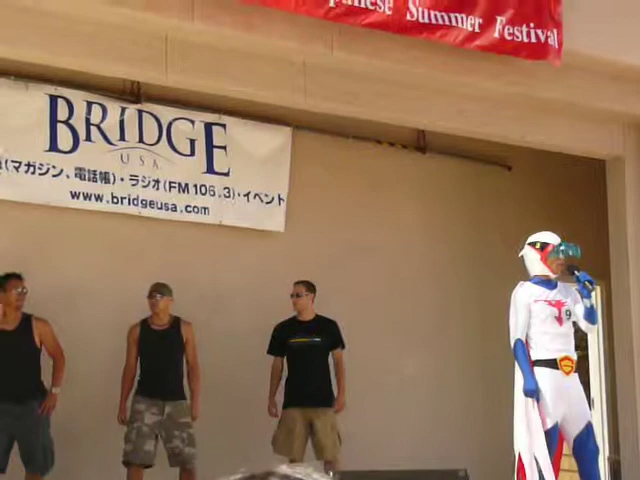 Summer Festival
BRIDGE
USA
(マガジン、電話帳)・ラジオ(FM 106.3)・イベント
www.bridgeusa.com
G